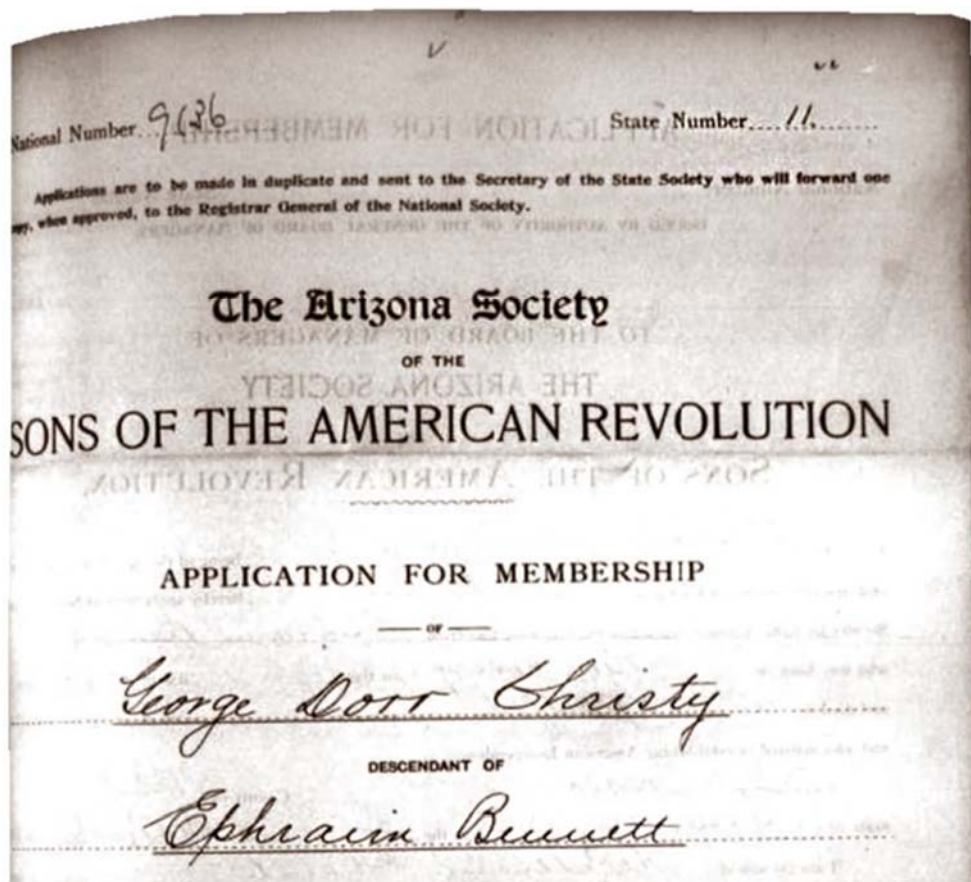 National Number 9636 State Number 11.
Applications are to be made in duplicate and sent to the Secretary of the State Society who will forward one
copy, when approved, to the Registrar General of the National Society.
The Arizona Society
OF THE
SONS OF THE AMERICAN REVOLUTION
APPLICATION FOR MEMBERSHIP
OF
George Dorr Christy
DESCENDANT OF
Ephraim Bennett